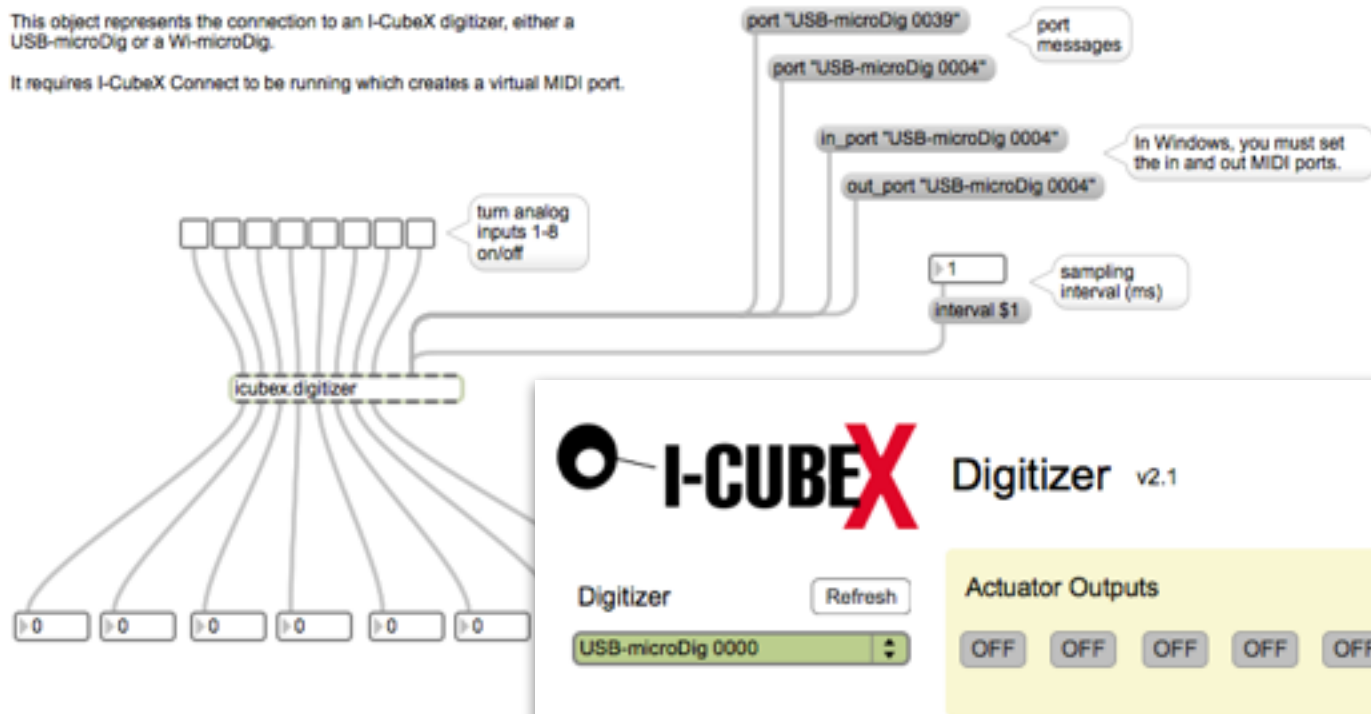 This object represents the connection to an I-CubeX digitizer, either a
USB-microDig or a Wi-microDig.
It requires I-CubeX Connect to be running which creates a virtual MIDI port.
port "USB-microDig 0039"
port
messages
port "USB-microDig 0004"
in_port "USB-microDig 0004"
In Windows, you must set
the in and out MIDI ports.
out_port "USB-microDig 0004"
turn analog
inputs 1-8
on/off
1
sampling
interval (ms)
interval $1
icubex.digitizer
I-CUBEX
Digitizer v2.1
Digitizer
Refresh
Actuator Outputs
USB-microDig 0000
OFF OFF OFF OFF OFF
0 0 0 0 0 0